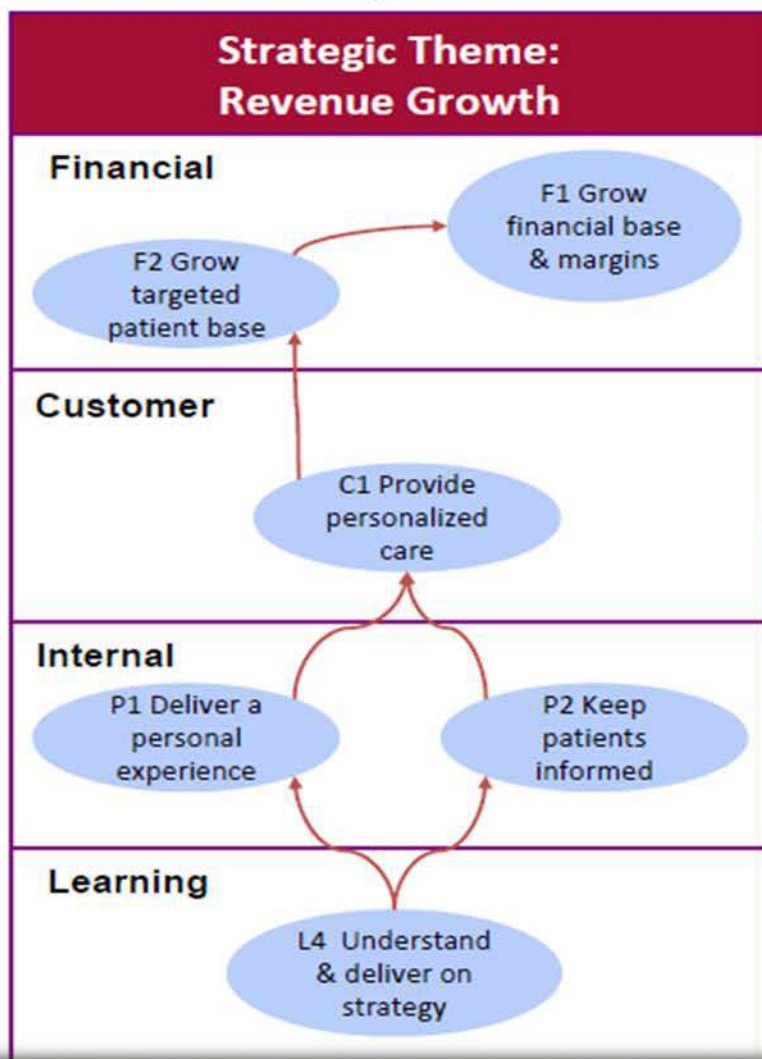 Strategic Theme:
Revenue Growth
Financial
F1 Grow
financial base
& margins
F2 Grow
targeted
patient base
Customer
C1 Provide
personalized
care
Internal
P1 Deliver a
personal
experience
P2 Keep
patients
informed
Learning
L4 Understand
& deliver on
strategy